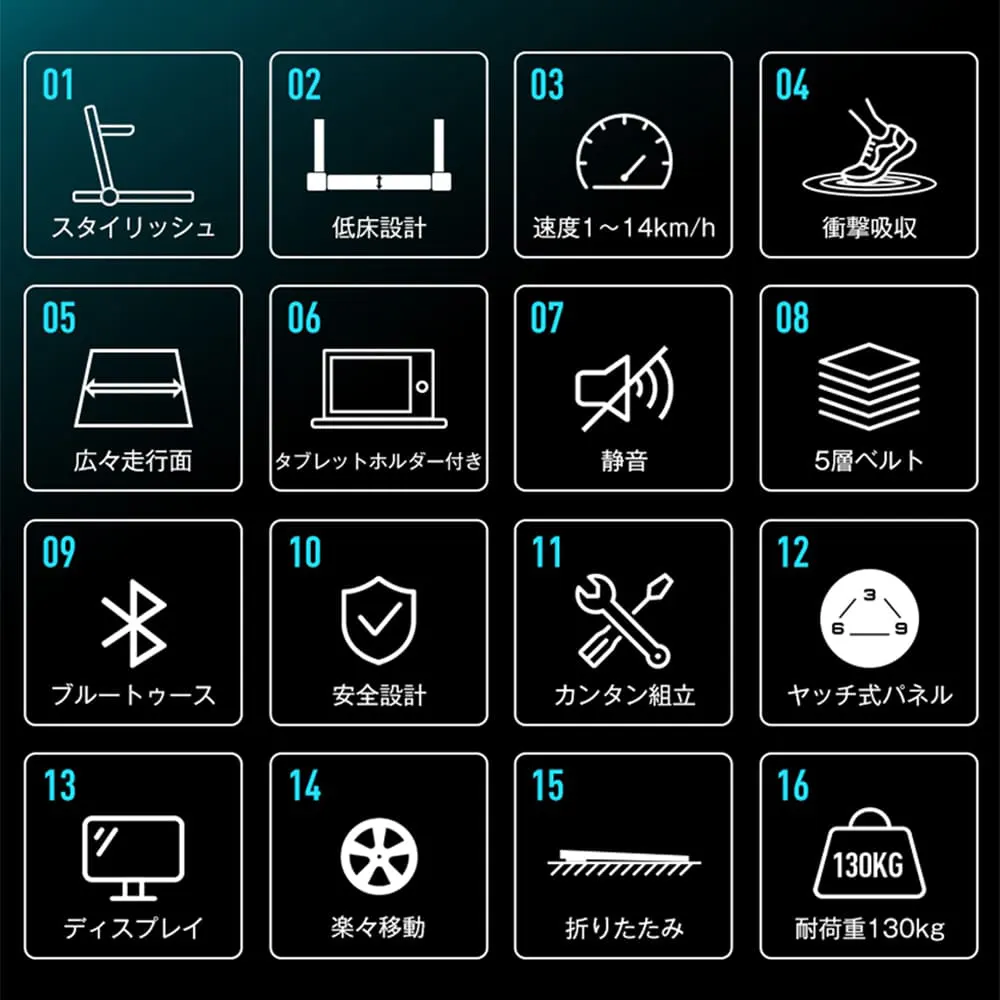 01
スタイリッシュ
02
低床設計
03
速度1〜14km/h
04
衝撃吸収
05
広々走行面
06
タブレットホルダー付き
07
静音
08
5層ベルト
09
ブルートゥース
10
安全設計
11
カンタン組立
12
3
6 9
ヤッチ式パネル
13
ディスプレイ
14
楽々移動
15
折りたたみ
16
130KG
耐荷重130kg